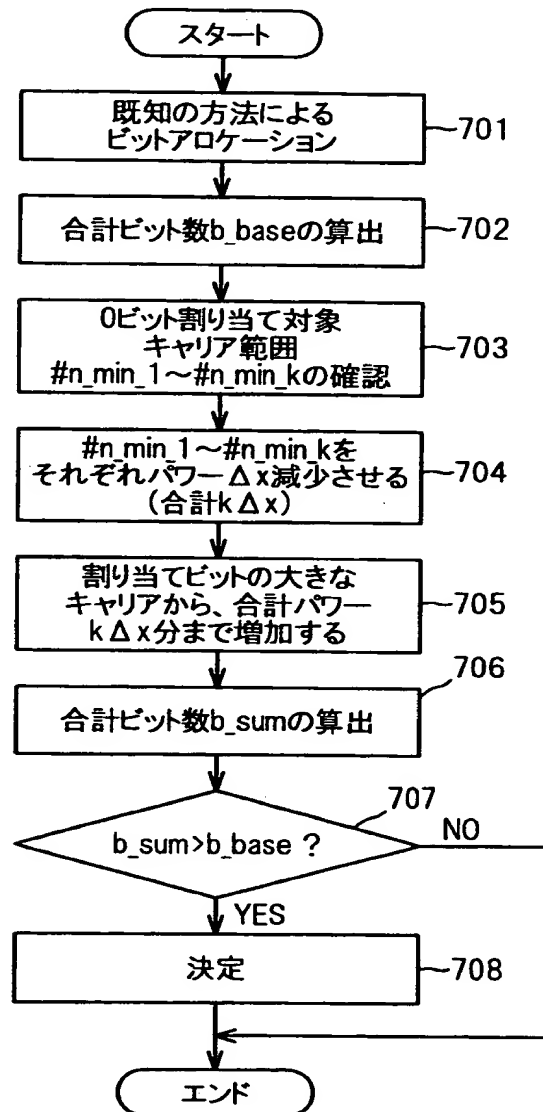 スタート
既知の方法による
ビットアロケーション
701
合計ビット数b_baseの算出
702
0ビット割り当て対象
キャリア範囲
#n_min_1～#n_min_kの確認
703
#n_min_1～#n_min_kを
それぞれパワーΔx減少させる
(合計kΔx)
704
割り当てビットの大きな
キャリアから、合計パワー
kΔx分まで増加する
705
706
合計ビット数b_sumの算出
707
b_sum>b_base ?
NO
YES
決定
708
エンド